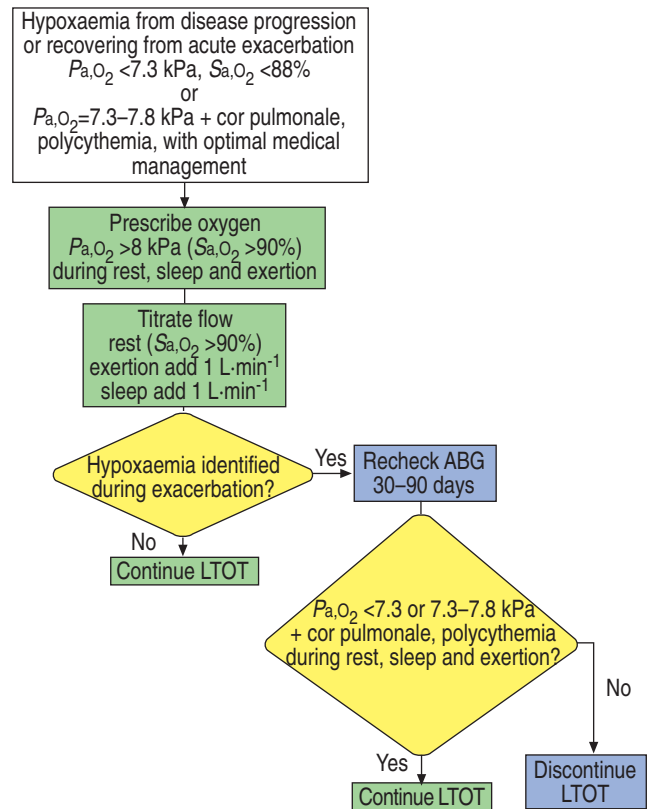 Hypoxaemia from disease progression
or recovering from acute exacerbation
Pa,O₂ <7.3 kPa, Sa,O₂ <88%
or
Pa,O₂=7.3–7.8 kPa + cor pulmonale,
polycythemia, with optimal medical
management
Prescribe oxygen
Pa,O₂ >8 kPa (Sa,O₂ >90%)
during rest, sleep and exertion
Titrate flow
rest (Sa,O₂ >90%)
exertion add 1 L·min⁻¹
sleep add 1 L·min⁻¹
Hypoxaemia identified
during exacerbation?
Yes
Recheck ABG
30–90 days
No
Continue LTOT
Pa,O₂ <7.3 or 7.3–7.8 kPa
+ cor pulmonale, polycythemia
during rest, sleep and exertion?
No
Yes
Continue LTOT
Discontinue
LTOT